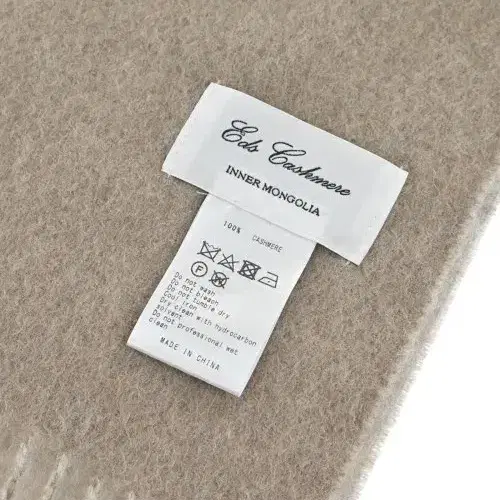 Eds Cashmere
INNER MONGOLIA
100% CASHMERE
F
Do not wash
Do not bleach
Do not tumble dry
Cool iron
Dry clean with hydrocarbon
solvent
Do not professional wet
clean
MADE IN CHINA